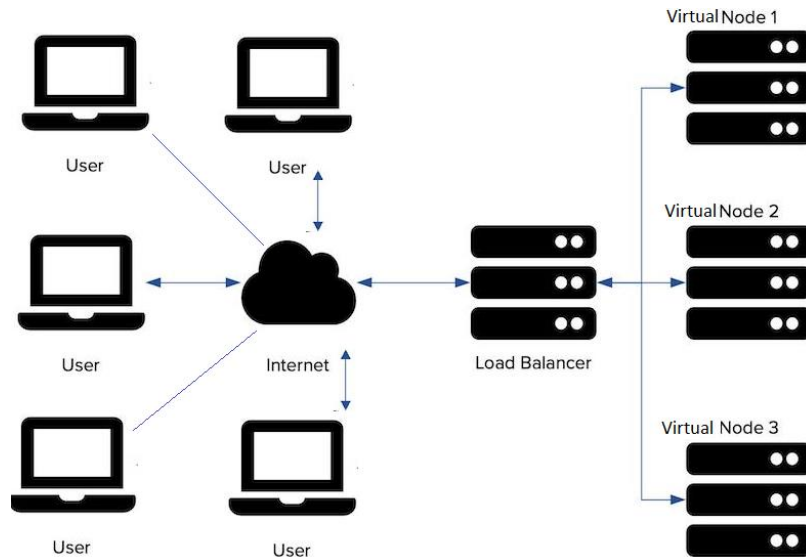 Virtual Node 1
User
User
Virtual Node 2
User
Internet
Load Balancer
Virtual Node 3
User
User